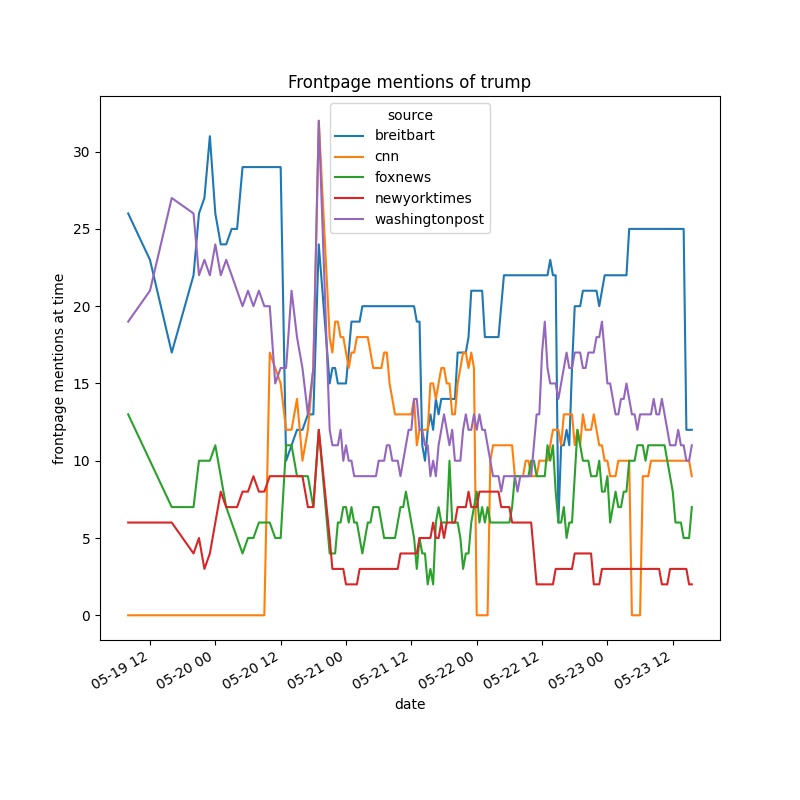 Frontpage mentions of trump
source
breitbart
cnn
foxnews
newyorktimes
washingtonpost
frontpage mentions at time
30
25
20
15
10
5
0
05-19 12
05-20 00
05-20 12
05-21 00
05-21 12
05-22 00
05-22 12
05-23 00
05-23 12
date